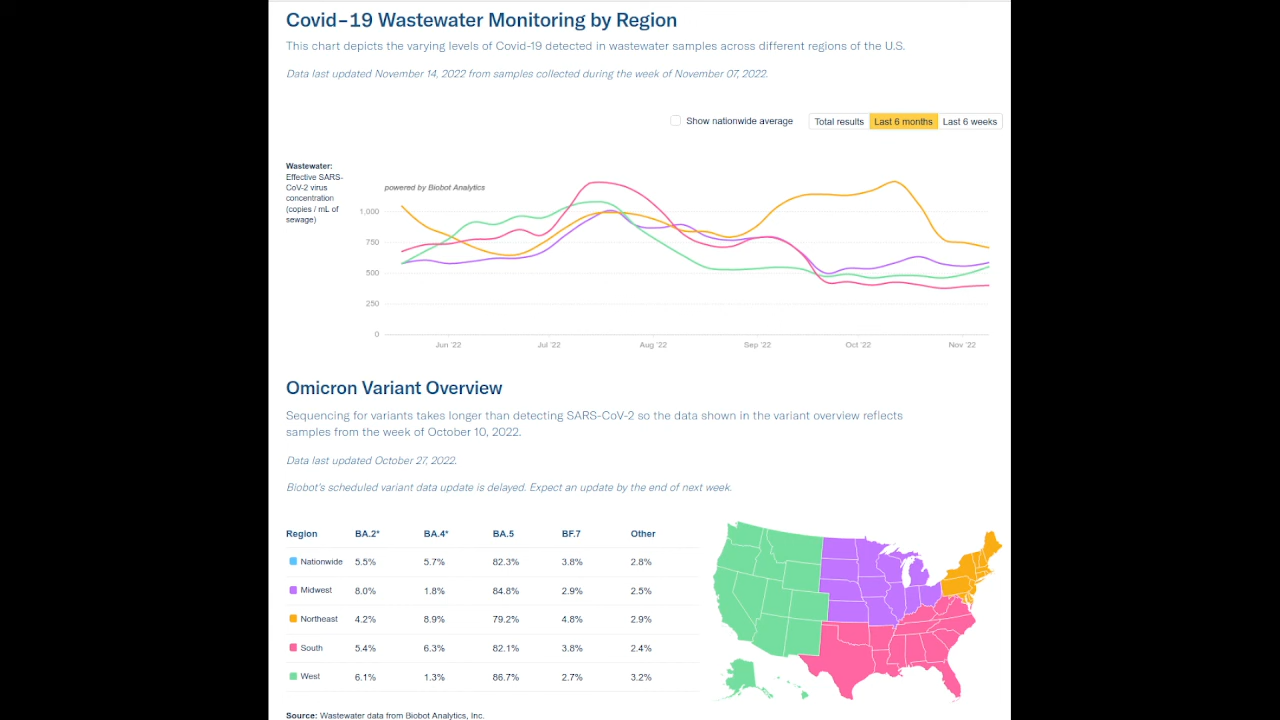 Covid-19 Wastewater Monitoring by Region
This chart depicts the varying levels of Covid-19 detected in wastewater samples across different regions of the U.S.
Data last updated November 14, 2022 from samples collected during the week of November 07, 2022.
Show nationwide average Total results Last 6 months Last 6 weeks
Wastewater:
Effective SARS-
CoV-2 virus
concentration
(copies / mL of
sewage)
powered by Biobot Analytics
1,000
750
500
250
0
Jun '22 Jul '22 Aug '22 Sep '22 Oct '22 Nov '22
Omicron Variant Overview
Sequencing for variants takes longer than detecting SARS-CoV-2 so the data shown in the variant overview reflects
samples from the week of October 10, 2022.
Data last updated October 27, 2022.
Biobot's scheduled variant data update is delayed. Expect an update by the end of next week.
Region BA.2* BA.4* BA.5 BF.7 Other
Nationwide 5.5% 5.7% 82.3% 3.8% 2.8%
Midwest 8.0% 1.8% 84.8% 2.9% 2.5%
Northeast 4.2% 8.9% 79.2% 4.8% 2.9%
South 5.4% 6.3% 82.1% 3.8% 2.4%
West 6.1% 1.3% 86.7% 2.7% 3.2%
Source: Wastewater data from Biobot Analytics, Inc.